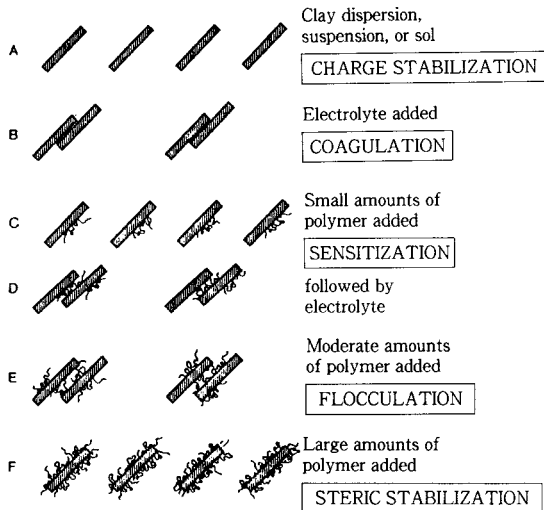 Clay dispersion,
suspension, or sol
A
CHARGE STABILIZATION
Electrolyte added
B
COAGULATION
Small amounts of
C
polymer added
SENSITIZATION
D
followed by
electrolyte
Moderate amounts
E
of polymer added
FLOCCULATION
F
Large amounts of
polymer added
STERIC STABILIZATION